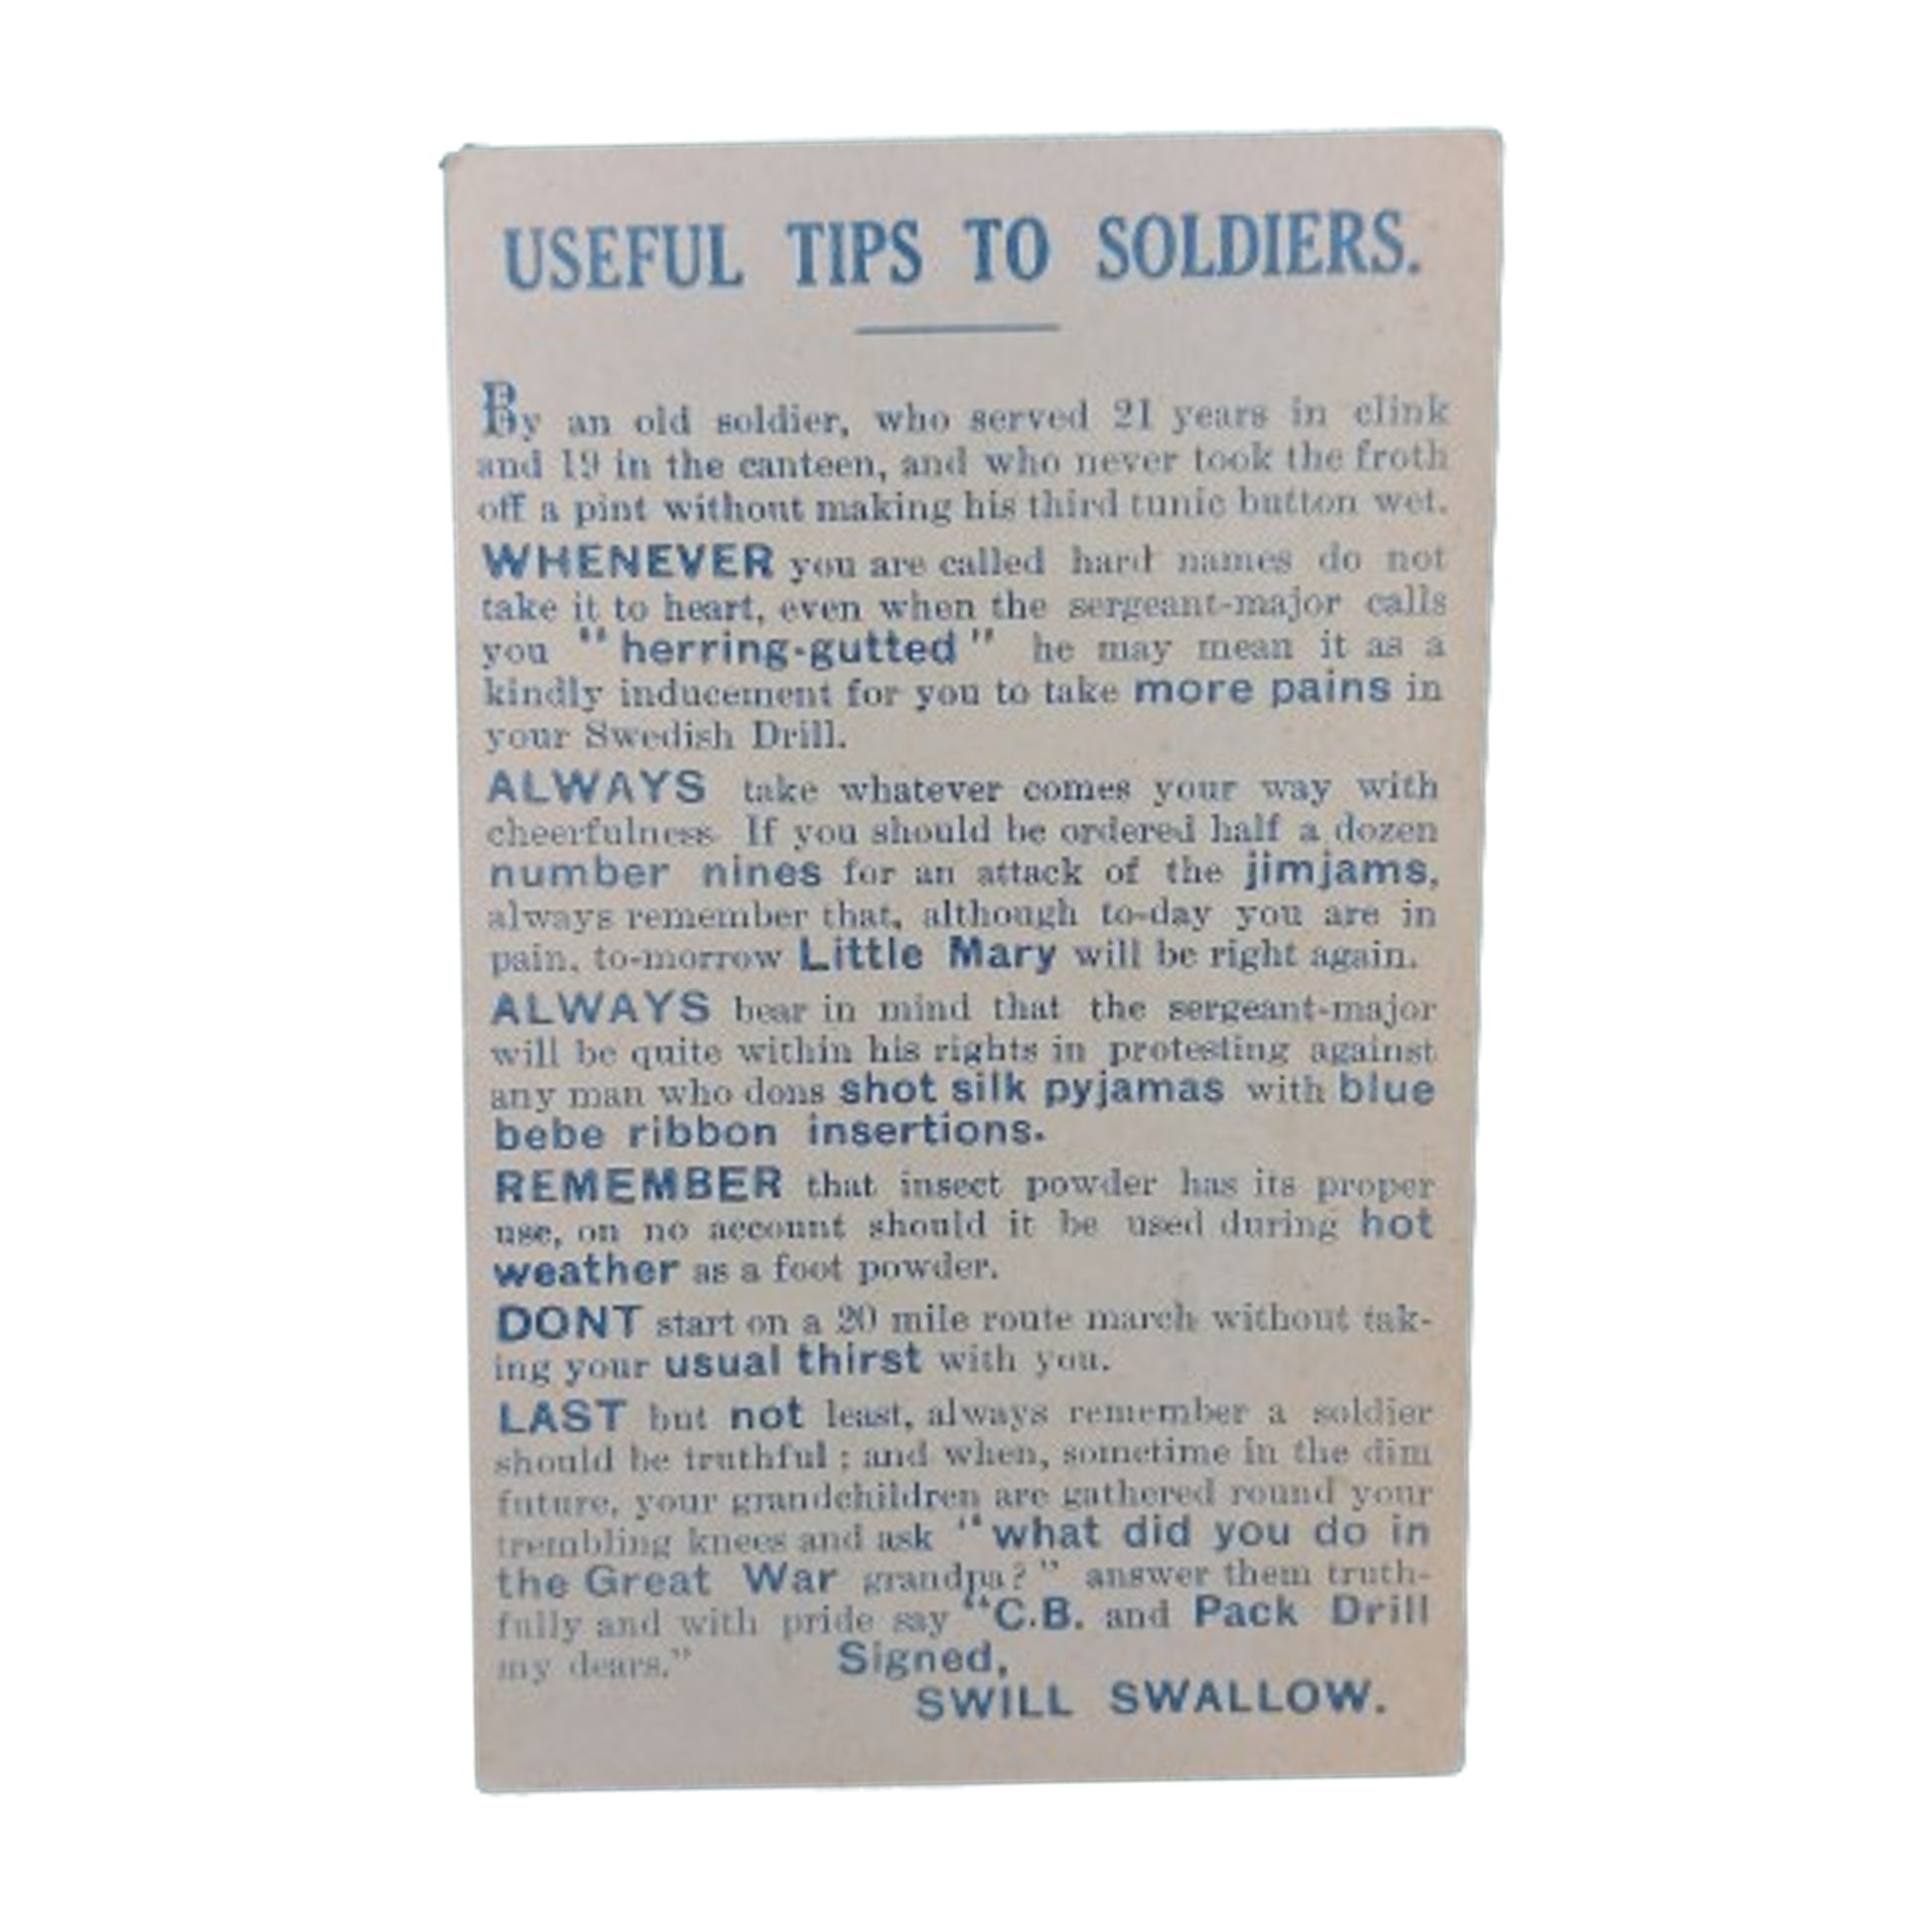 USEFUL TIPS TO SOLDIERS.
By an old soldier, who served 21 years in clink
and 19 in the canteen, and who never took the froth
off a pint without making his third tunic button wet.
WHENEVER you are called hard names do not
take it to heart, even when the sergeant-major calls
you "herring-gutted" he may mean it as a
kindly inducement for you to take more pains in
your Swedish Drill.
ALWAYS take whatever comes your way with
cheerfulness. If you should be ordered half a dozen
number nines for an attack of the jimjams,
always remember that, although to-day you are in
pain, to-morrow Little Mary will be right again.
ALWAYS bear in mind that the sergeant-major
will be quite within his rights in protesting against
any man who dons shot silk pyjamas with blue
bebe ribbon insertions.
REMEMBER that insect powder has its proper
use, on no account should it be used during hot
weather as a foot powder.
DONT start on a 20 mile route march without tak-
ing your usual thirst with you.
LAST but not least, always remember a soldier
should be truthful; and when, sometime in the dim
future, your grandchildren are gathered round your
trembling knees and ask "what did you do in
the Great War grandpa?" answer them truth-
fully and with pride say "C.B. and Pack Drill
my dears." Signed,
SWILL SWALLOW.